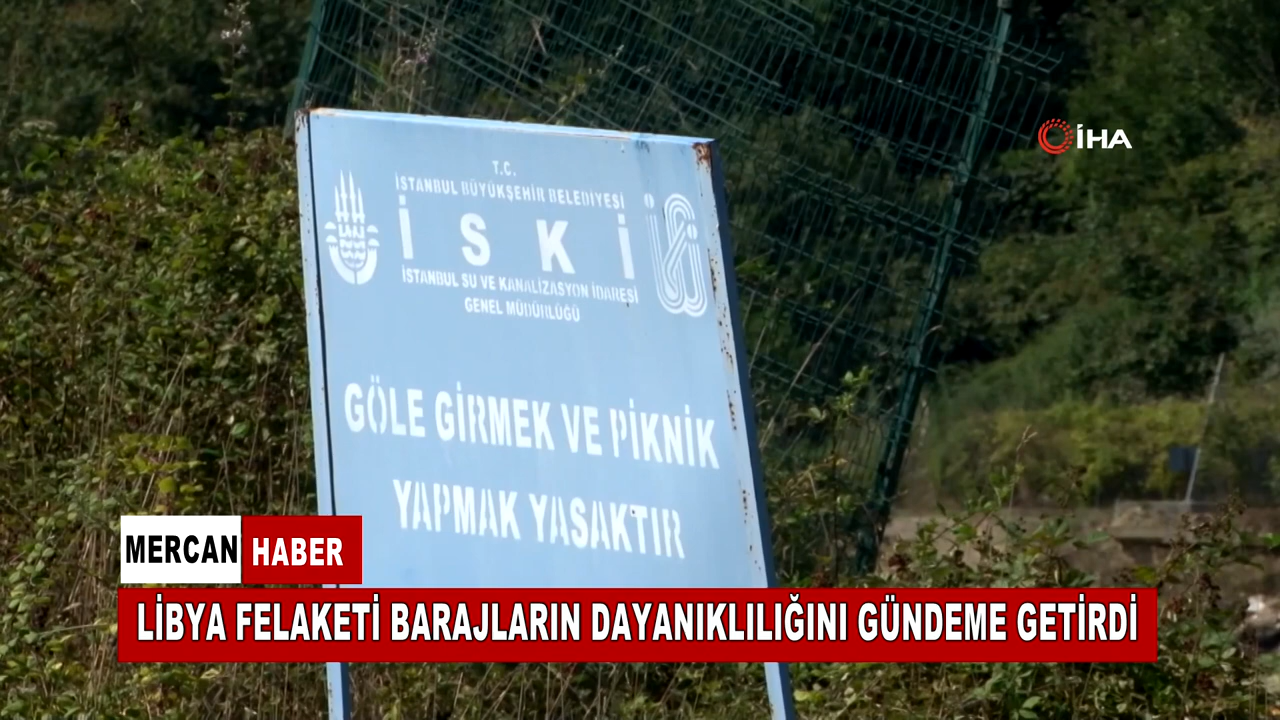 İHA
T.C.
İSTANBUL BÜYÜKŞEHİR BELEDİYESİ
İSKİ
İSTANBUL SU VE KANALİZASYON İDARESİ
GENEL MÜDÜRLÜĞÜ
GÖLE GİRMEK VE PİKNİK
YAPMAK YASAKTIR
MERCAN HABER
LİBYA FELAKETİ BARAJLARIN DAYANIKLILIĞINI GÜNDEME GETİRDİ